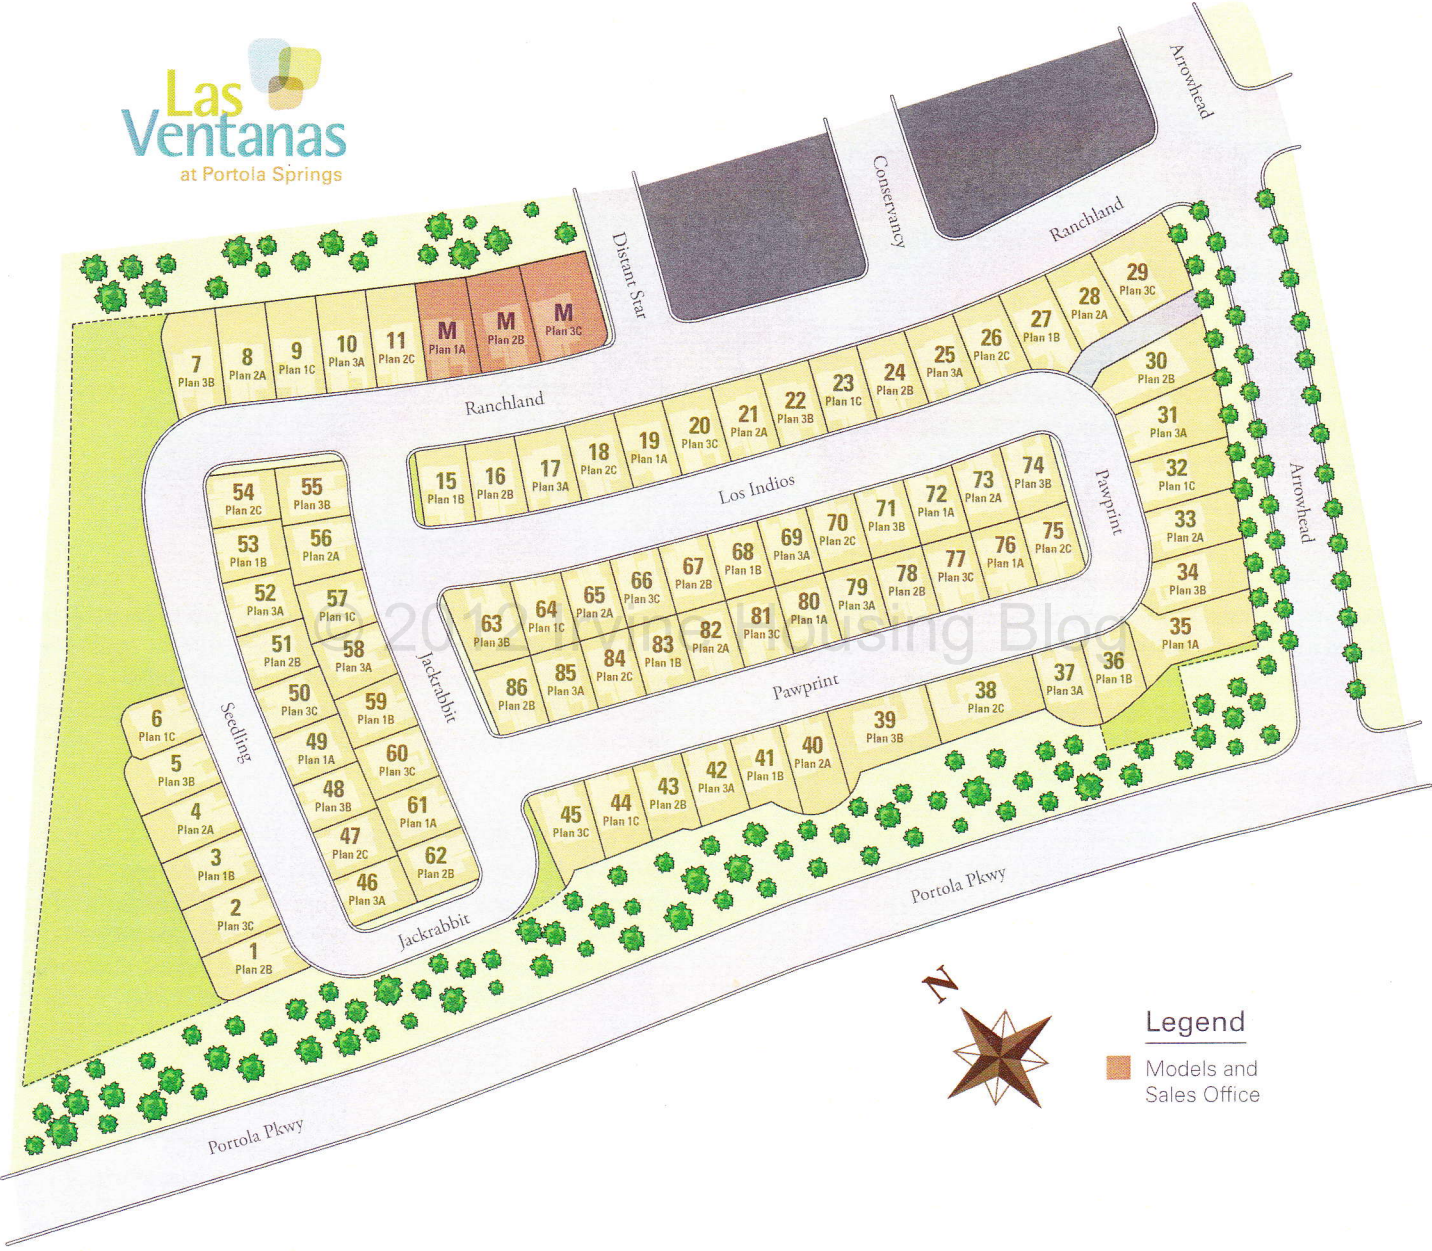 Las
Ventanas
at Portola Springs
Arrowhead
Conservancy
Ranchland
Distant Star
7
Plan 3B
8
Plan 2A
9
Plan 1C
10
Plan 3A
11
Plan 2C
M
Plan 1A
M
Plan 2B
M
Plan 3C
Ranchland
15
Plan 1B
16
Plan 2B
17
Plan 3A
18
Plan 2C
19
Plan 1A
20
Plan 3C
21
Plan 2A
22
Plan 3B
23
Plan 1C
24
Plan 2B
25
Plan 3A
26
Plan 2C
27
Plan 1B
28
Plan 2A
29
Plan 3C
30
Plan 2B
31
Plan 3A
32
Plan 1C
33
Plan 2A
34
Plan 3B
35
Plan 1A
Arrowhead
Pawprint
Los Indios
54
Plan 2C
55
Plan 3B
53
Plan 1B
56
Plan 2A
52
Plan 3A
57
Plan 1C
51
Plan 2B
58
Plan 3A
50
Plan 3C
59
Plan 1B
49
Plan 1A
60
Plan 3C
48
Plan 3B
61
Plan 1A
47
Plan 2C
62
Plan 2B
46
Plan 3A
63
Plan 3B
64
Plan 1C
65
Plan 2A
66
Plan 3C
67
Plan 2B
68
Plan 1B
69
Plan 3A
70
Plan 2C
71
Plan 3B
72
Plan 1A
73
Plan 2A
74
Plan 3B
86
Plan 2B
85
Plan 3A
84
Plan 2C
83
Plan 1B
82
Plan 2A
81
Plan 3C
80
Plan 1A
79
Plan 3A
78
Plan 2B
77
Plan 3C
76
Plan 1A
75
Plan 2C
© 2012 Irvine Housing Blog
Jackrabbit
Seedling
Pawprint
6
Plan 1C
5
Plan 3B
4
Plan 2A
3
Plan 1B
2
Plan 3C
1
Plan 2B
45
Plan 3C
44
Plan 1C
43
Plan 2B
42
Plan 3A
41
Plan 1B
40
Plan 2A
39
Plan 3B
38
Plan 2C
37
Plan 3A
36
Plan 1B
Jackrabbit
Portola Pkwy
Portola Pkwy
N
Legend
Models and
Sales Office